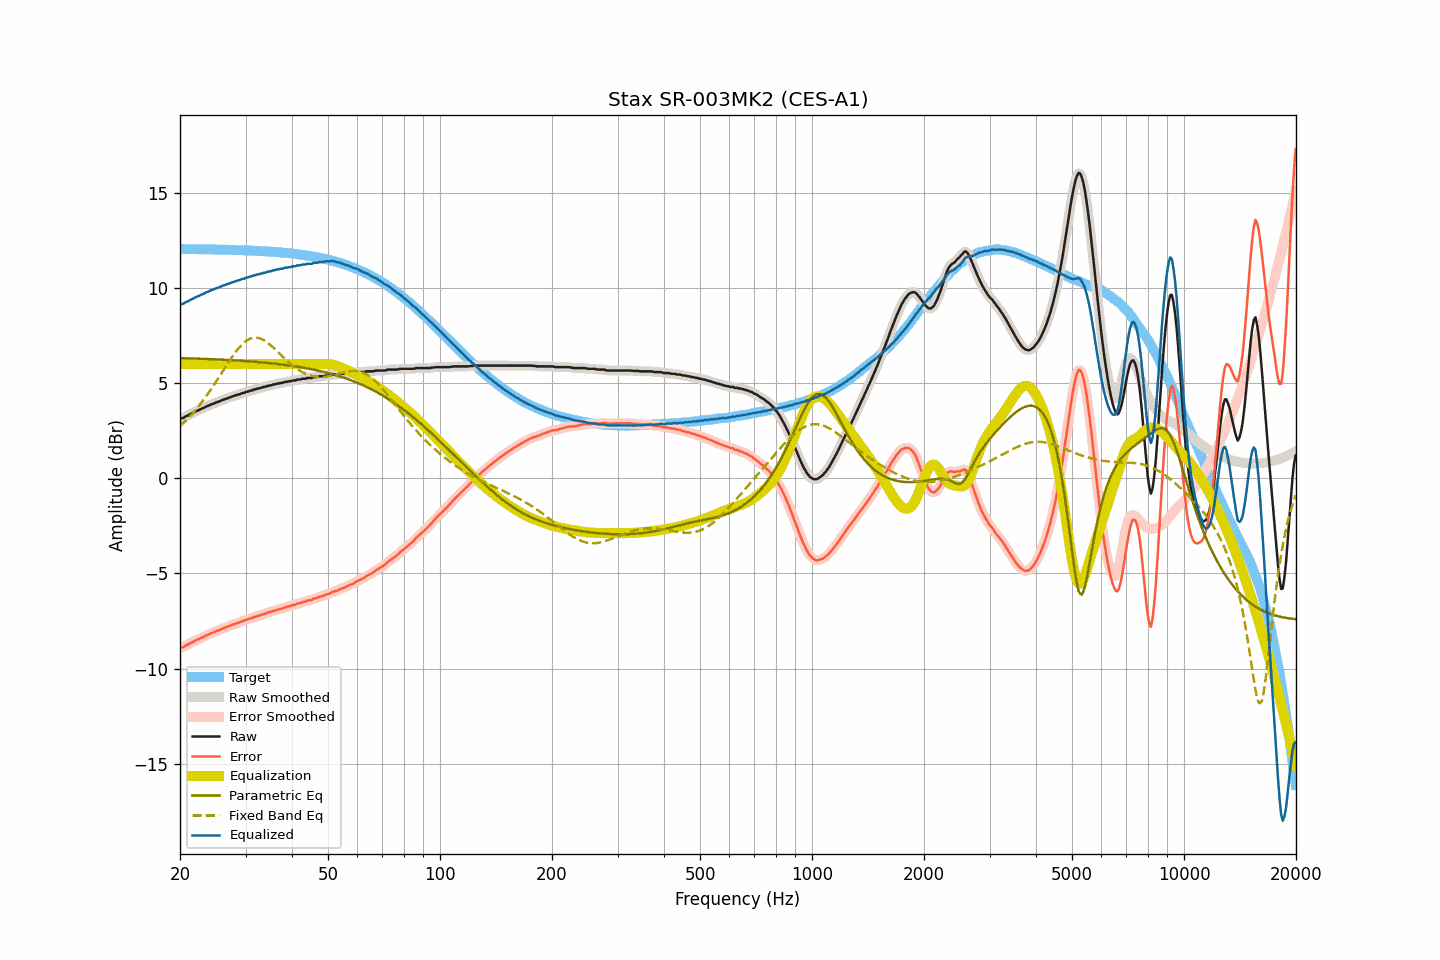 Stax SR-003MK2 (CES-A1)
Amplitude (dBr)
15
10
5
0
−5
−10
−15
Target
Raw Smoothed
Error Smoothed
Raw
Error
Equalization
Parametric Eq
Fixed Band Eq
Equalized
20 50 100 200 500 1000 2000 5000 10000 20000
Frequency (Hz)